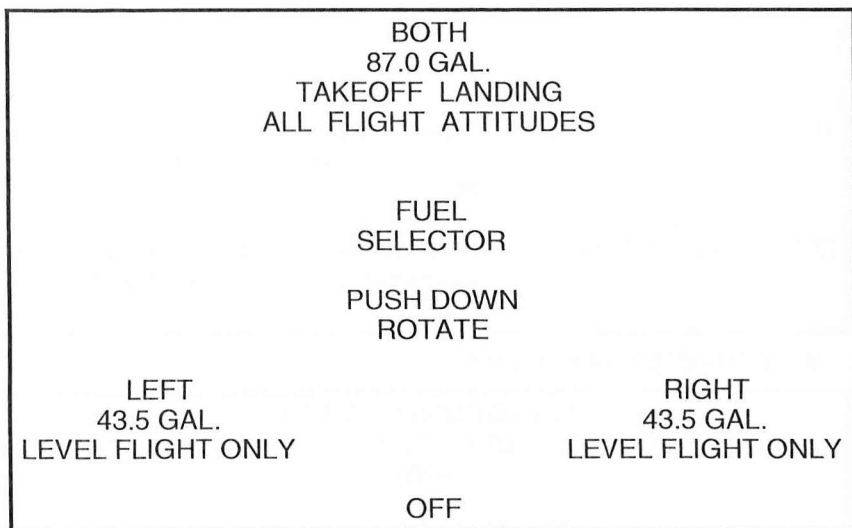 BOTH
87.0 GAL.
TAKEOFF LANDING
ALL FLIGHT ATTITUDES
FUEL
SELECTOR
PUSH DOWN
ROTATE
LEFT
43.5 GAL.
LEVEL FLIGHT ONLY
RIGHT
43.5 GAL.
LEVEL FLIGHT ONLY
OFF